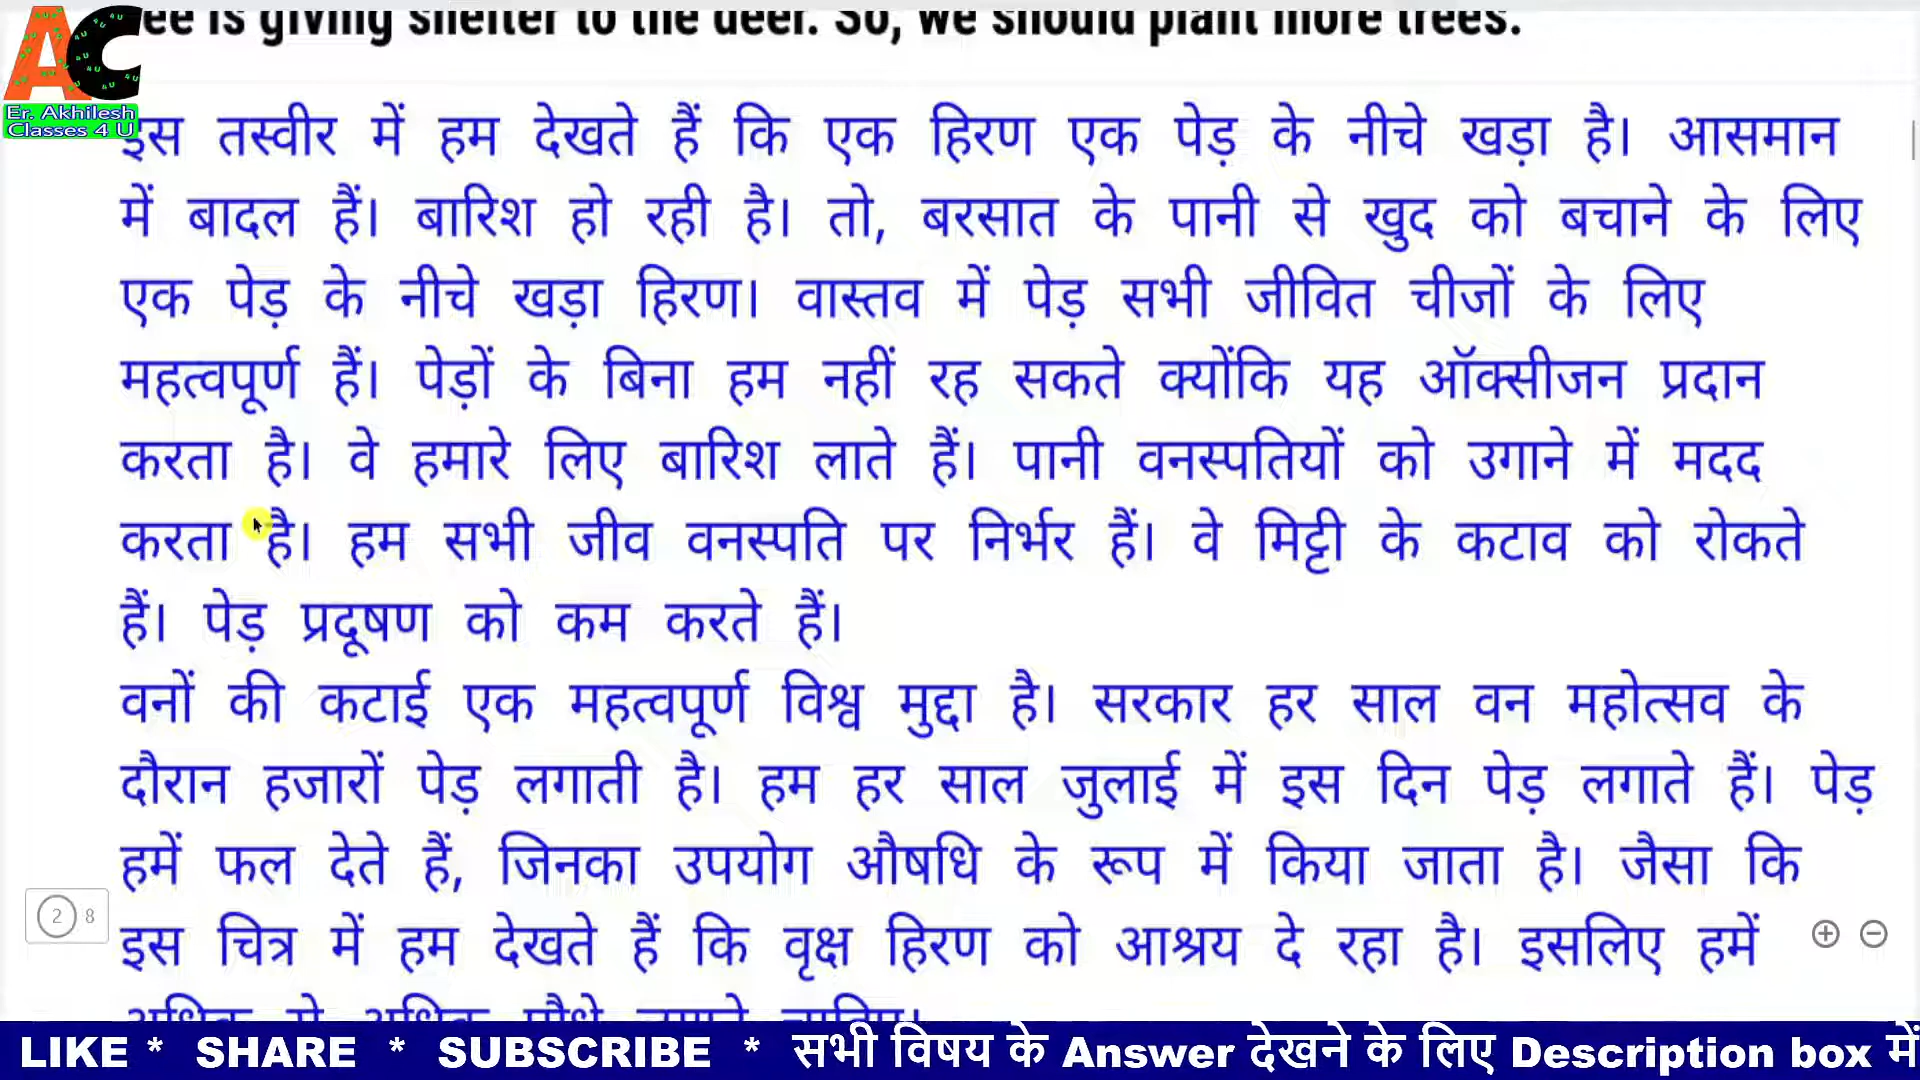 ee is giving shelter to the deer. So, we should plant more trees.
AC
Er. Akhilesh
Classes 4 U
इस तस्वीर में हम देखते हैं कि एक हिरण एक पेड़ के नीचे खड़ा है। आसमान
में बादल हैं। बारिश हो रही है। तो, बरसात के पानी से खुद को बचाने के लिए
एक पेड़ के नीचे खड़ा हिरण। वास्तव में पेड़ सभी जीवित चीजों के लिए
महत्वपूर्ण हैं। पेड़ों के बिना हम नहीं रह सकते क्योंकि यह ऑक्सीजन प्रदान
करता है। वे हमारे लिए बारिश लाते हैं। पानी वनस्पतियों को उगाने में मदद
करता है। हम सभी जीव वनस्पति पर निर्भर हैं। वे मिट्टी के कटाव को रोकते
हैं। पेड़ प्रदूषण को कम करते हैं।
वनों की कटाई एक महत्वपूर्ण विश्व मुद्दा है। सरकार हर साल वन महोत्सव के
दौरान हजारों पेड़ लगाती है। हम हर साल जुलाई में इस दिन पेड़ लगाते हैं। पेड़
हमें फल देते हैं, जिनका उपयोग औषधि के रूप में किया जाता है। जैसा कि
2 8
इस चित्र में हम देखते हैं कि वृक्ष हिरण को आश्रय दे रहा है। इसलिए हमें
LIKE * SHARE * SUBSCRIBE * सभी विषय के Answer देखने के लिए Description box में